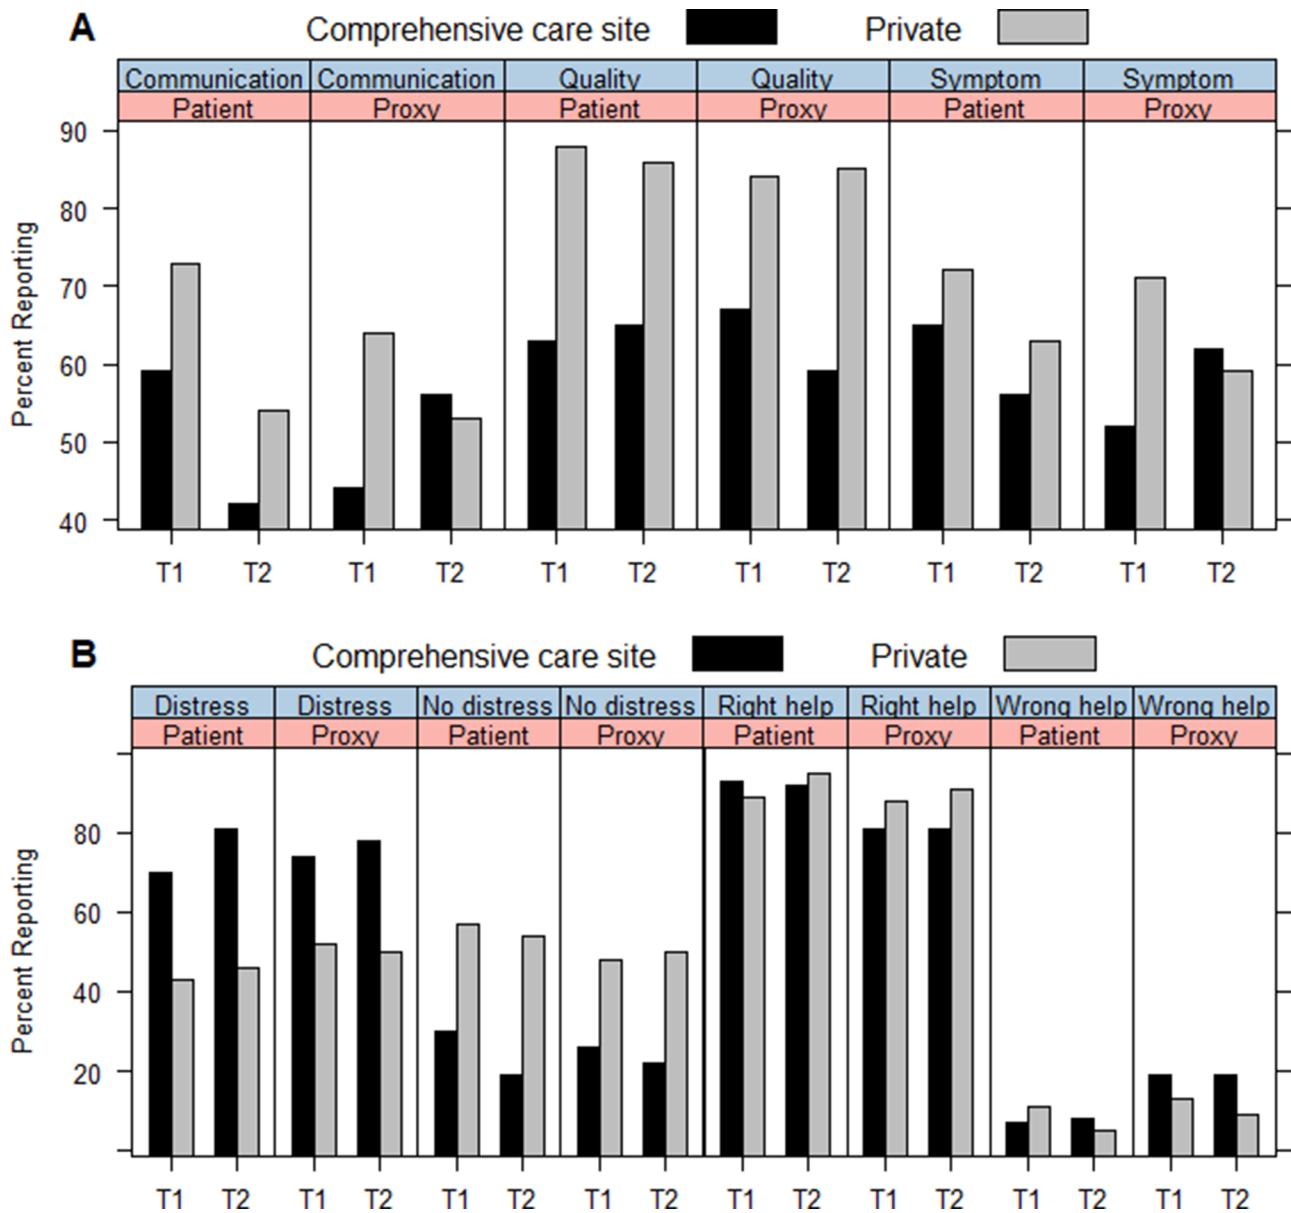 A
Comprehensive care site Private
Communication Communication Quality Quality Symptom Symptom
Patient Proxy Patient Proxy Patient Proxy
90
80
70
60
50
40
Percent Reporting
T1 T2 T1 T2 T1 T2 T1 T2 T1 T2 T1 T2
B
Comprehensive care site Private
Distress Distress No distress No distress Right help Right help Wrong help Wrong help
Patient Proxy Patient Proxy Patient Proxy Patient Proxy
80
60
40
20
Percent Reporting
T1 T2 T1 T2 T1 T2 T1 T2 T1 T2 T1 T2 T1 T2 T1 T2